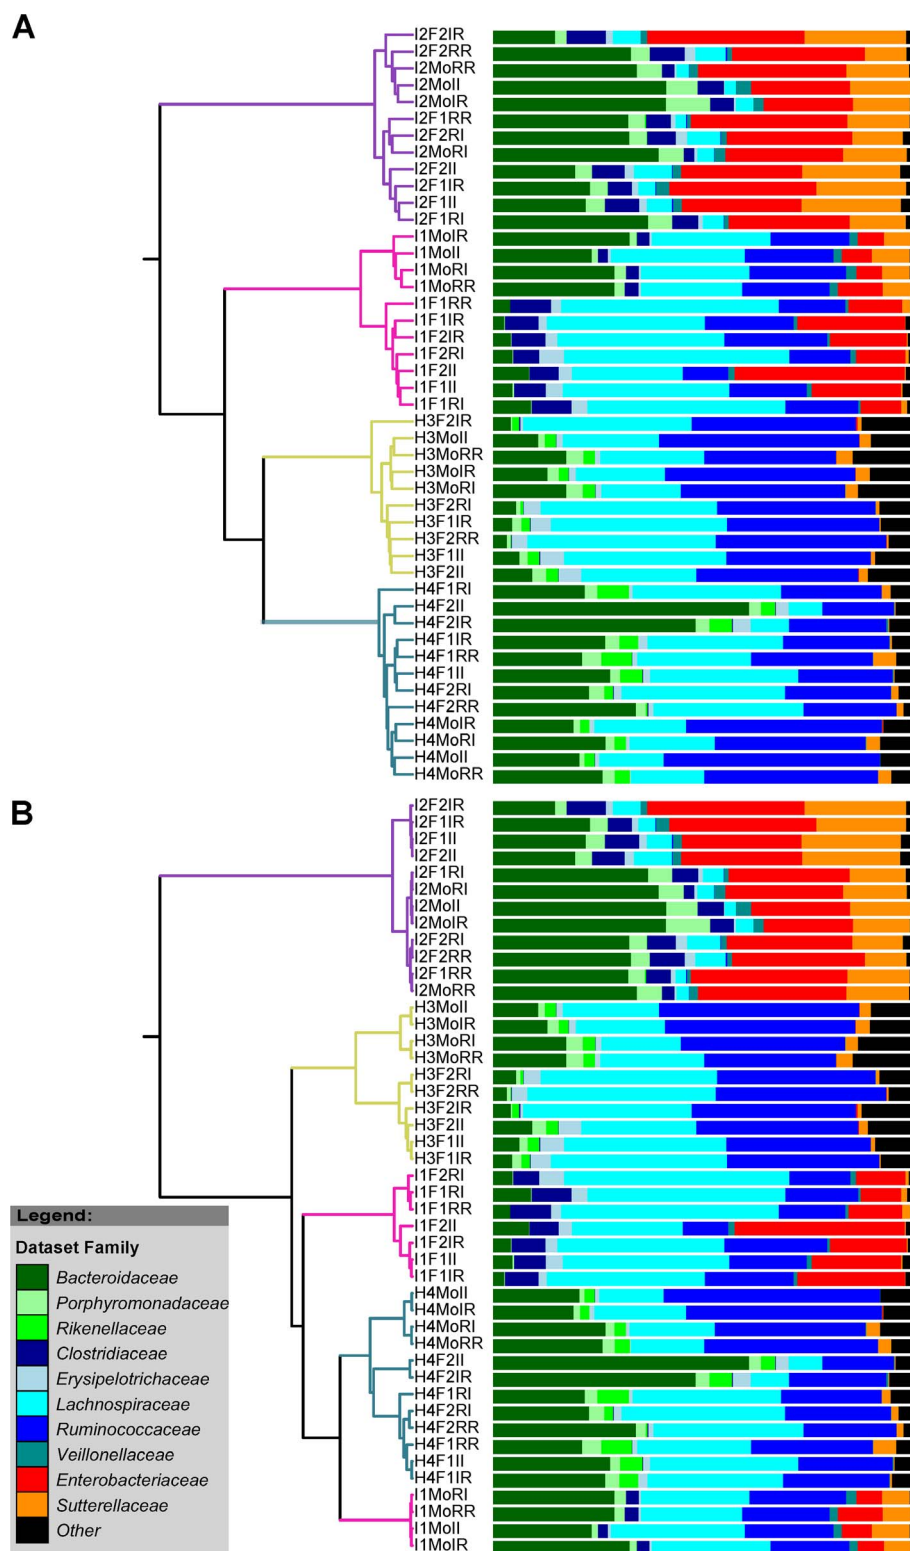 A
I2F2IR
I2F2RR
I2MoRR
I2MoII
I2MoIR
I2F1RR
I2F2RI
I2MoRI
I2F2II
I2F1IR
I2F1II
I2F1RI
I1MoIR
I1MoII
I1MoRI
I1MoRR
I1F1RR
I1F1IR
I1F2IR
I1F2RI
I1F2II
I1F1II
I1F1RI
H3F2IR
H3MoII
H3MoRR
H3MoIR
H3MoRI
H3F2RI
H3F1IR
H3F2RR
H3F1II
H3F2II
H4F1RI
H4F2II
H4F2IR
H4F1IR
H4F1RR
H4F1II
H4F2RI
H4F2RR
H4MoIR
H4MoRI
H4MoII
H4MoRR
B
I2F2IR
I2F1IR
I2F1II
I2F2II
I2F1RI
I2MoRI
I2MoII
I2MoIR
I2F2RI
I2F2RR
I2F1RR
I2MoRR
H3MoII
H3MoIR
H3MoRI
H3MoRR
H3F2RI
H3F2RR
H3F2IR
H3F2II
H3F1II
H3F1IR
I1F2RI
I1F1RI
I1F1RR
I1F2II
I1F2IR
I1F1II
I1F1IR
H4MoII
H4MoIR
H4MoRI
H4MoRR
H4F2II
H4F2IR
H4F1RI
H4F2RI
H4F2RR
H4F1RR
H4F1II
H4F1IR
I1MoRI
I1MoRR
I1MoII
I1MoIR
Legend:
Dataset Family
Bacteroidaceae
Porphyromonadaceae
Rikenellaceae
Clostridiaceae
Erysipelotrichaceae
Lachnospiraceae
Ruminococcaceae
Veillonellaceae
Enterobacteriaceae
Sutterellaceae
Other